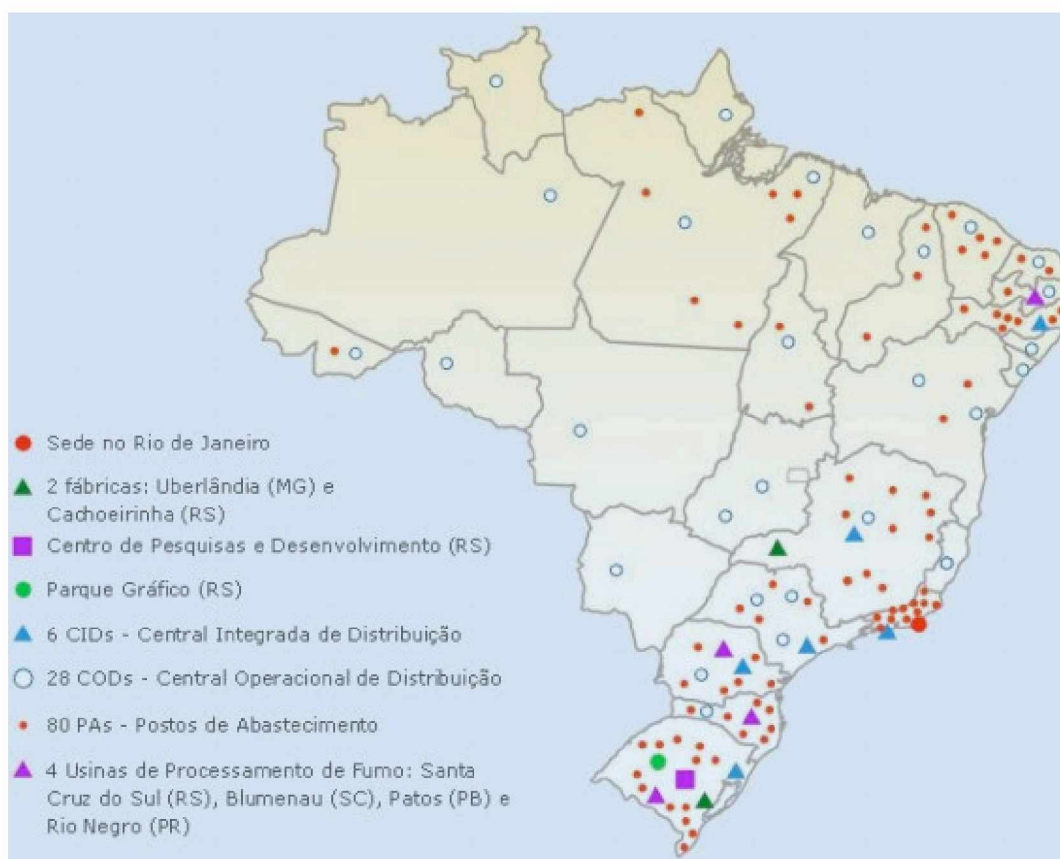 Sede no Rio de Janeiro
2 fábricas: Uberlândia (MG) e
Cachoeirinha (RS)
Centro de Pesquisas e Desenvolvimento (RS)
Parque Gráfico (RS)
6 CIDs - Central Integrada de Distribuição
28 CODs - Central Operacional de Distribuição
80 PAs - Postos de Abastecimento
4 Usinas de Processamento de Fumo: Santa
Cruz do Sul (RS), Blumenau (SC), Patos (PB) e
Rio Negro (PR)